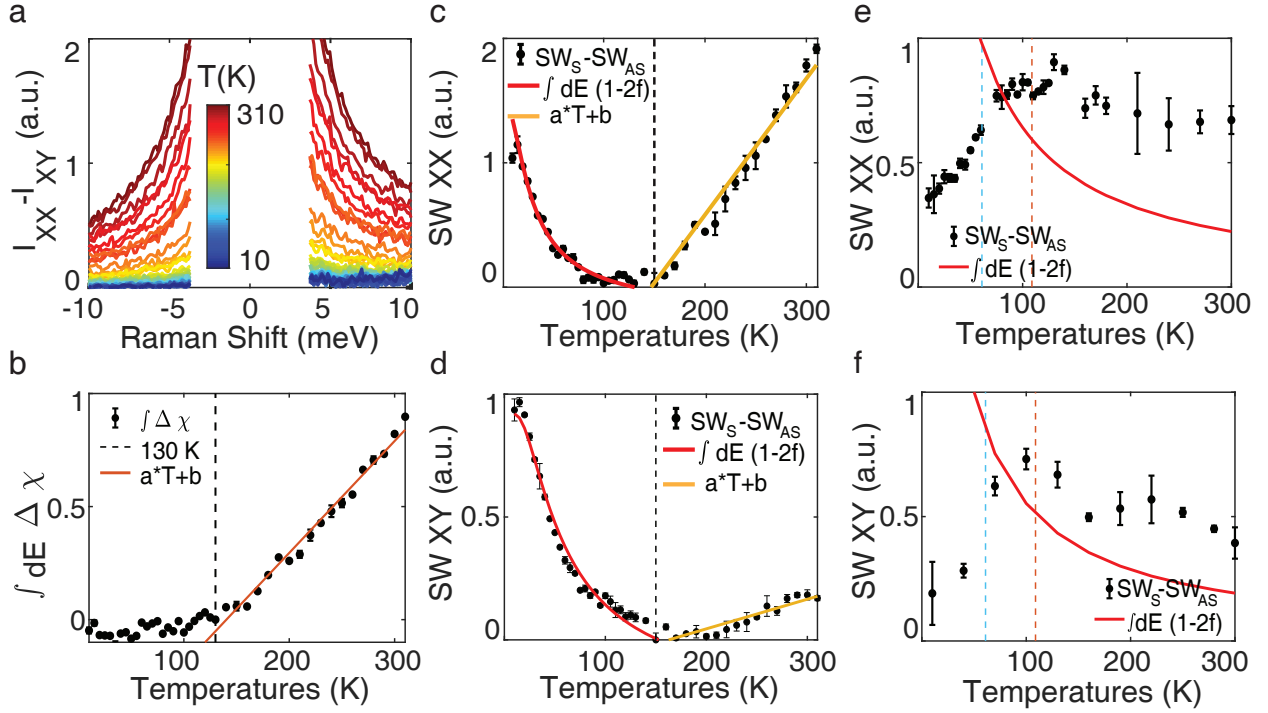 a
I_XX-I_XY (a.u.)
2
1
0
T(K)
310
10
-10
-5
0
5
10
Raman Shift (meV)
b
∫ dE Δ χ
1
0.5
0
∫ Δ χ
130 K
a*T+b
100
200
300
Temperatures (K)
c
SW XX (a.u.)
2
1
0
SW_S-SW_AS
∫ dE (1-2f)
a*T+b
0
100
200
300
Temperatures (K)
d
SW XY (a.u.)
1
0.5
0
SW_S-SW_AS
∫ dE (1-2f)
a*T+b
100
200
300
Temperatures (K)
e
SW XX (a.u.)
1
0.5
0
SW_S-SW_AS
∫ dE (1-2f)
100
200
300
Temperatures (K)
f
SW XY (a.u.)
1
0.5
0
SW_S-SW_AS
∫dE (1-2f)
100
200
300
Temperatures (K)